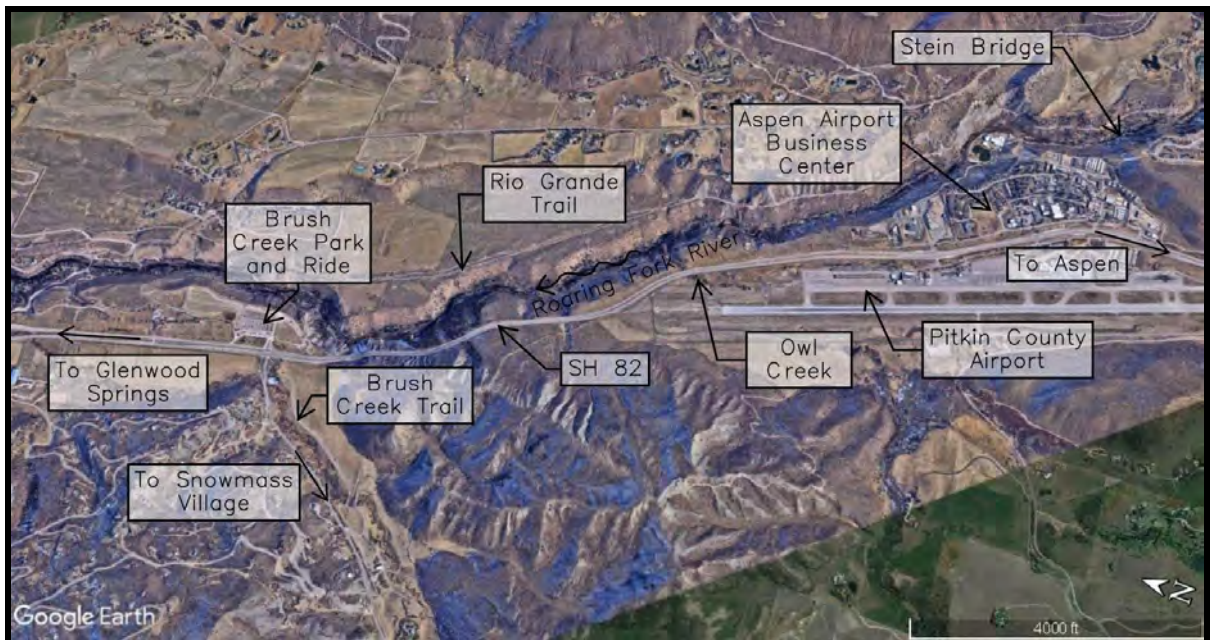 Stein Bridge
Aspen Airport
Business
Center
Rio Grande
Trail
Brush
Creek Park
and Ride
Roaring Fork River
To Aspen
To Glenwood
Springs
Brush
Creek Trail
SH 82
Owl
Creek
Pitkin County
Airport
To Snowmass
Village
Google Earth
N
4000 ft